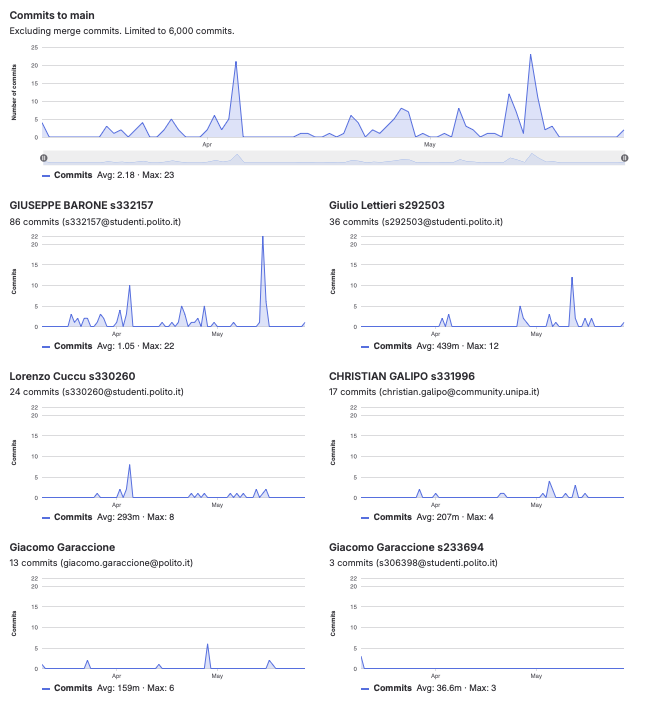 Commits to main
Excluding merge commits. Limited to 6,000 commits.
Number of commits
25
20
15
10
5
0
Apr
May
Commits Avg: 2.18 · Max: 23
GIUSEPPE BARONE s332157
86 commits (s332157@studenti.polito.it)
Commits
22
20
15
10
5
0
Apr
May
Commits Avg: 1.05 · Max: 22
Giulio Lettieri s292503
36 commits (s292503@studenti.polito.it)
Commits
22
20
15
10
5
0
Apr
May
Commits Avg: 439m · Max: 12
Lorenzo Cuccu s330260
24 commits (s330260@studenti.polito.it)
Commits
22
20
15
10
5
0
Apr
May
Commits Avg: 293m · Max: 8
CHRISTIAN GALIPO s331996
17 commits (christian.galipo@community.unipa.it)
Commits
22
20
15
10
5
0
Apr
May
Commits Avg: 207m · Max: 4
Giacomo Garaccione
13 commits (giacomo.garaccione@polito.it)
Commits
22
20
15
10
5
0
Apr
May
Commits Avg: 159m · Max: 6
Giacomo Garaccione s233694
3 commits (s306398@studenti.polito.it)
Commits
22
20
15
10
5
0
Apr
May
Commits Avg: 36.6m · Max: 3